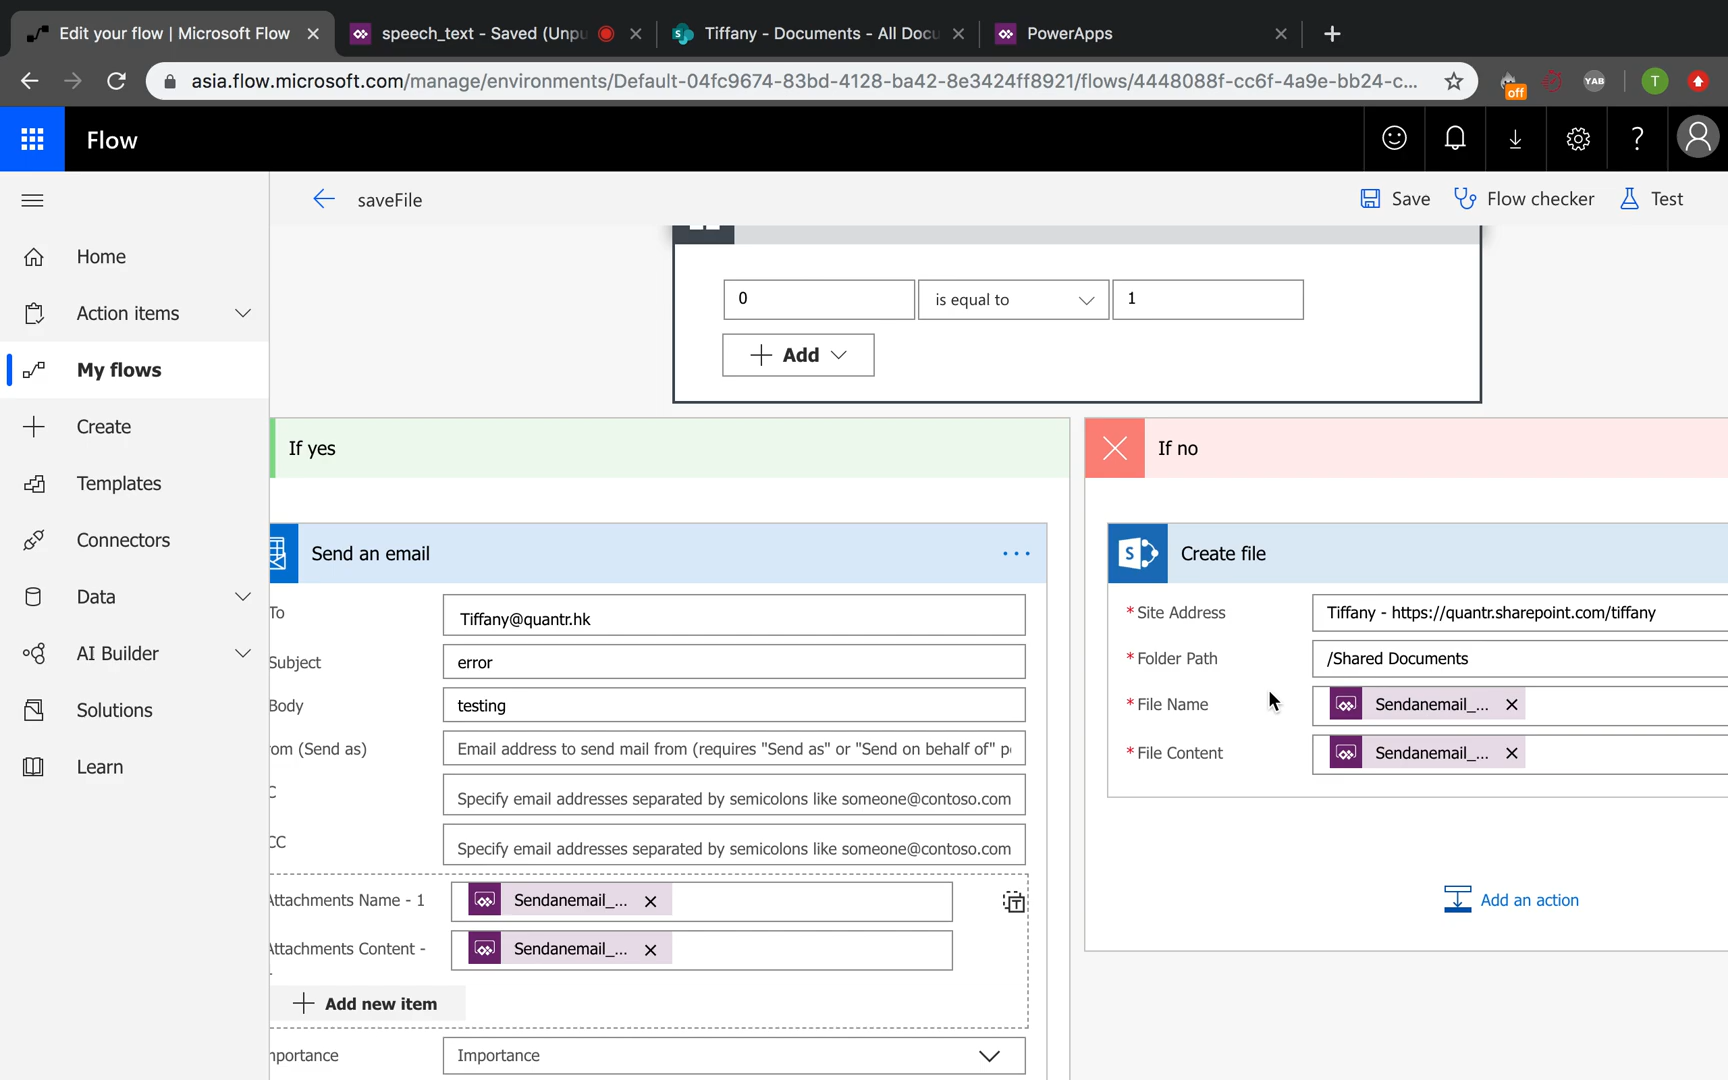 Edit your flow | Microsoft Flow
speech_text - Saved (Unpu
Tiffany - Documents - All Docu
PowerApps
asia.flow.microsoft.com/manage/environments/Default-04fc9674-83bd-4128-ba42-8e3424ff8921/flows/4448088f-cc6f-4a9e-bb24-c...
off
YAB
T
Flow
?
saveFile
Save
Flow checker
Test
Home
Action items
My flows
Create
Templates
Connectors
Data
AI Builder
Solutions
Learn
0
is equal to
1
Add
If yes
Send an email
To
Tiffany@quantr.hk
Subject
error
Body
testing
om (Send as)
Email address to send mail from (requires "Send as" or "Send on behalf of" p
C
Specify email addresses separated by semicolons like someone@contoso.com
CC
Specify email addresses separated by semicolons like someone@contoso.com
Attachments Name - 1
Sendanemail_...
Attachments Content -
Sendanemail_...
Add new item
mportance
Importance
If no
S
Create file
* Site Address
Tiffany - https://quantr.sharepoint.com/tiffany
* Folder Path
/Shared Documents
* File Name
Sendanemail_...
* File Content
Sendanemail_...
Add an action